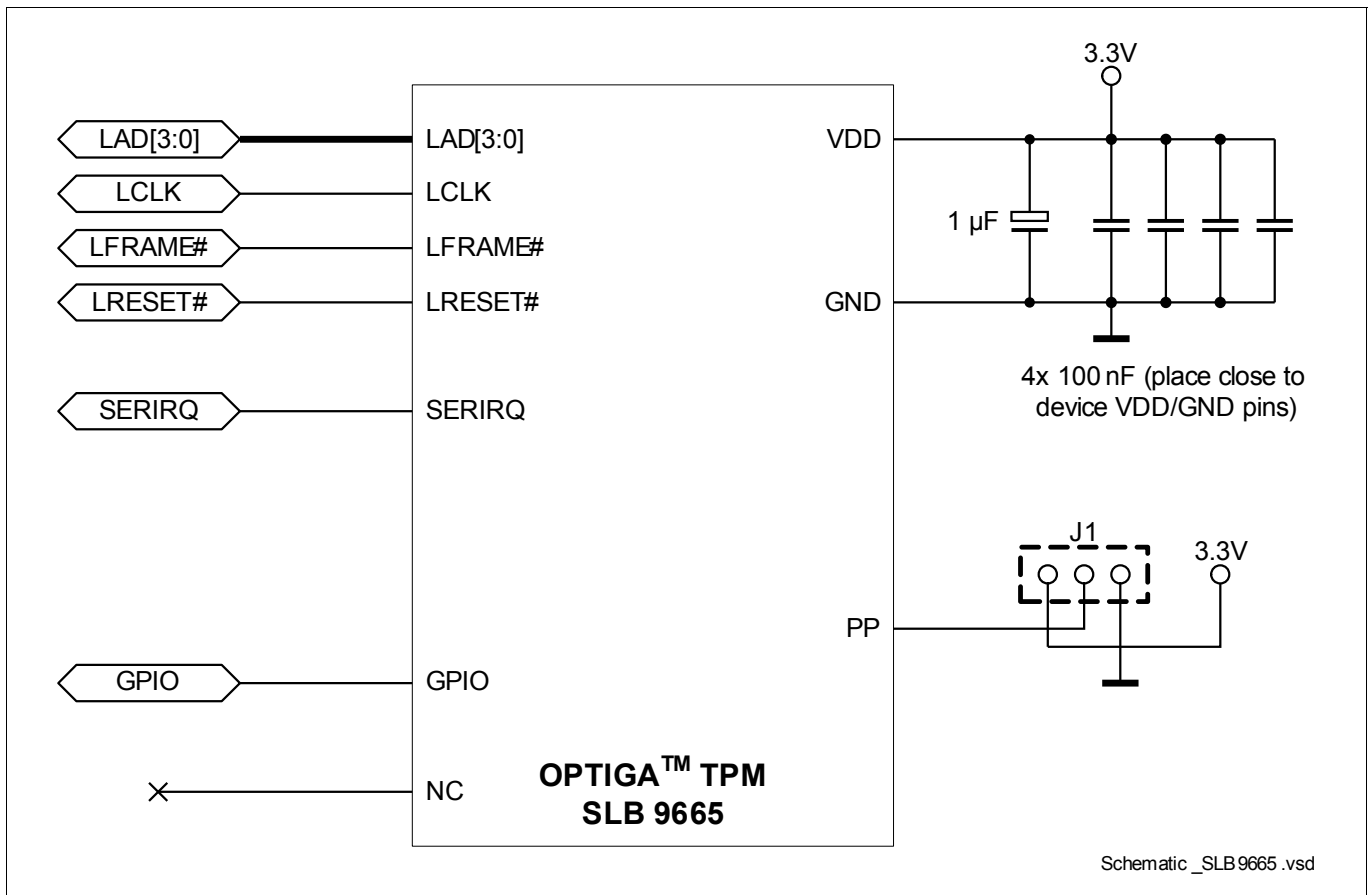 3.3V
LAD[3:0]
LAD[3:0]
VDD
LCLK
LCLK
1 µF
LFRAME#
LFRAME#
LRESET#
LRESET#
GND
4x 100 nF (place close to
device VDD/GND pins)
SERIRQ
SERIRQ
J1
3.3V
PP
GPIO
GPIO
NC
OPTIGA™ TPM
SLB 9665
Schematic _SLB9665 .vsd